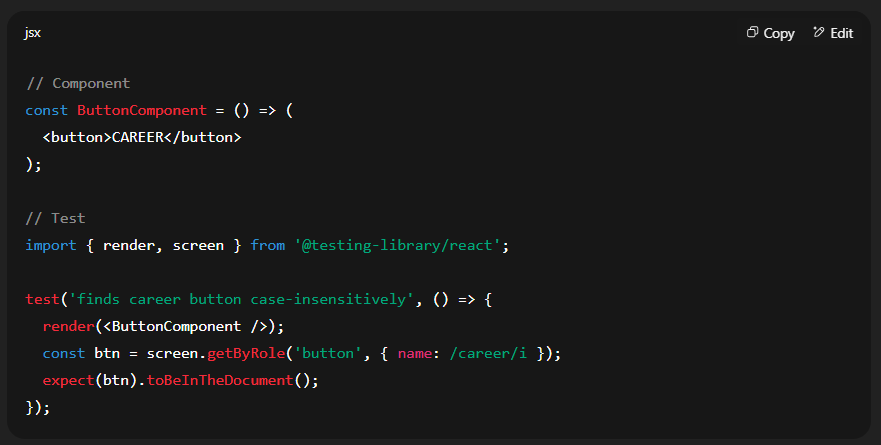 jsx
Copy
Edit
// Component
const ButtonComponent = () => (
  <button>CAREER</button>
);
// Test
import { render, screen } from '@testing-library/react';
test('finds career button case-insensitively', () => {
  render(<ButtonComponent />);
  const btn = screen.getByRole('button', { name: /career/i });
  expect(btn).toBeInTheDocument();
});